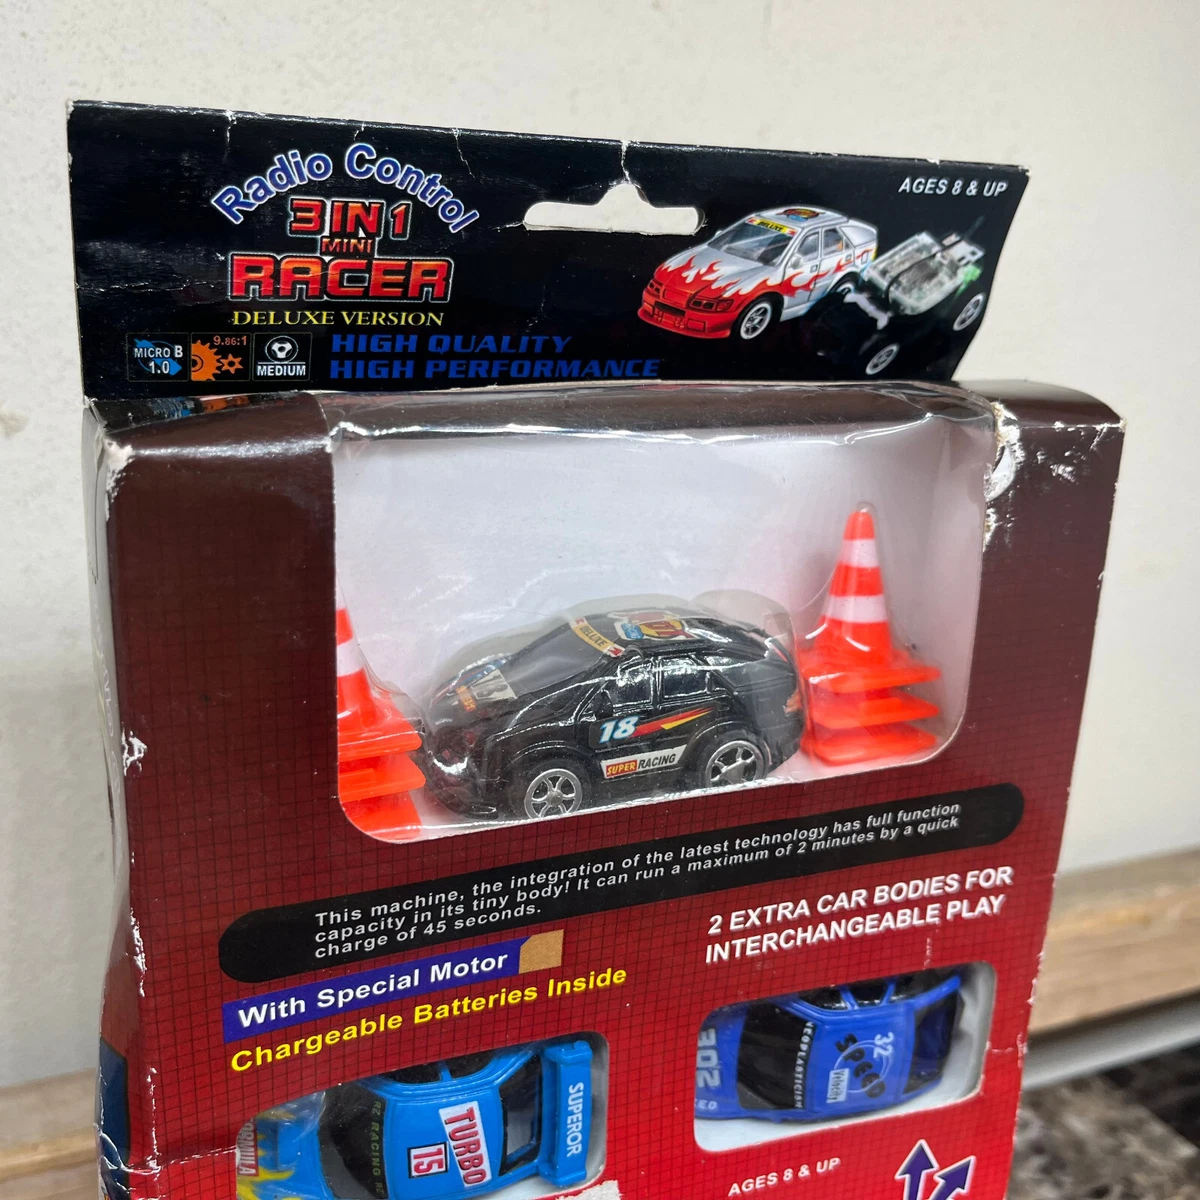 Radio Control
3 IN 1
MINI
RACER
DELUXE VERSION
MICRO B
1.0
9.86:1
MEDIUM
HIGH QUALITY
HIGH PERFORMANCE
AGES 8 & UP
DELUXE
DELUXE
18
SUPER RACING
This machine, the integration of the latest technology has full function
capacity in its tiny body! It can run a maximum of 2 minutes by a quick
charge of 45 seconds.
With Special Motor
Chargeable Batteries Inside
2 EXTRA CAR BODIES FOR
INTERCHANGEABLE PLAY
TURBO
15
SUPEROR
RACING
32
SPEED
Velocity
AGES 8 & UP